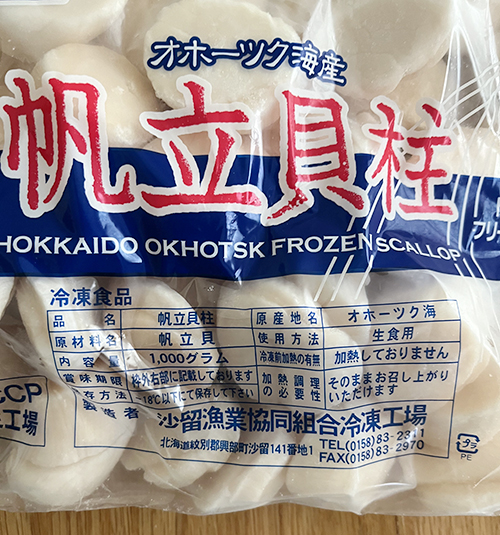 オホーツク海産
帆立貝柱
HOKKAIDO OKHOTSK FROZEN SCALLOP
フリー
冷凍食品
品名 帆立貝柱 原産地名 オホーツク海
原材料名 帆立貝 使用方法 生食用
内容量 1,000グラム 冷凍前加熱の有無 加熱しておりません
賞味期限 枠外右部に記載しております 加熱調理の必要性 そのままお召し上がりいただけます
保存方法 -18℃以下にて保存して下さい
製造者 沙留漁業協同組合冷凍工場
北海道紋別郡興部町沙留141番地1
TEL(0158)83-2311
FAX(0158)83-2970
CCP
工場
プラ
PE